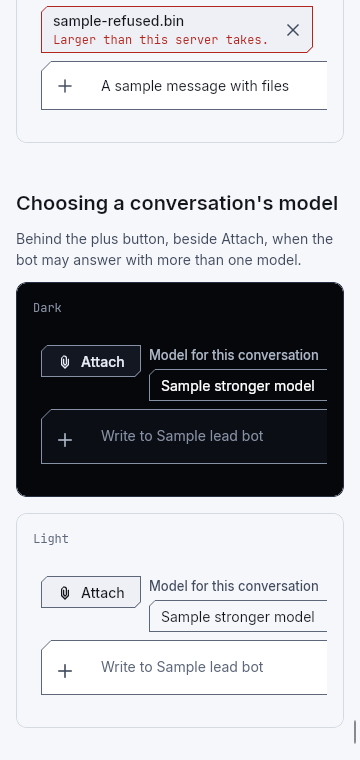 sample-refused.bin
Larger than this server takes.
A sample message with files
Choosing a conversation's model
Behind the plus button, beside Attach, when the
bot may answer with more than one model.
Dark
Attach
Model for this conversation
Sample stronger model
Write to Sample lead bot
Light
Attach
Model for this conversation
Sample stronger model
Write to Sample lead bot